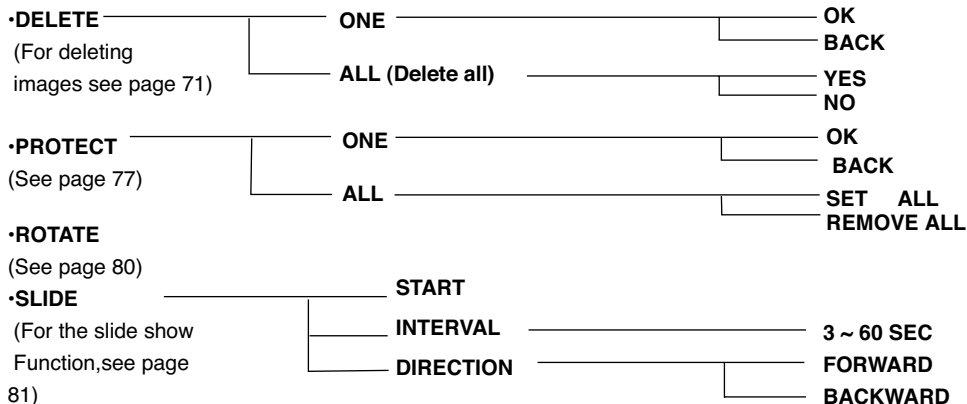 •DELETE ONE OK
BACK
(For deleting
images see page 71)
ALL (Delete all) YES
NO
•PROTECT ONE OK
BACK
(See page 77)
ALL SET ALL
REMOVE ALL
•ROTATE
(See page 80)
•SLIDE START
(For the slide show INTERVAL 3 ~ 60 SEC
Function,see page DIRECTION FORWARD
81) BACKWARD